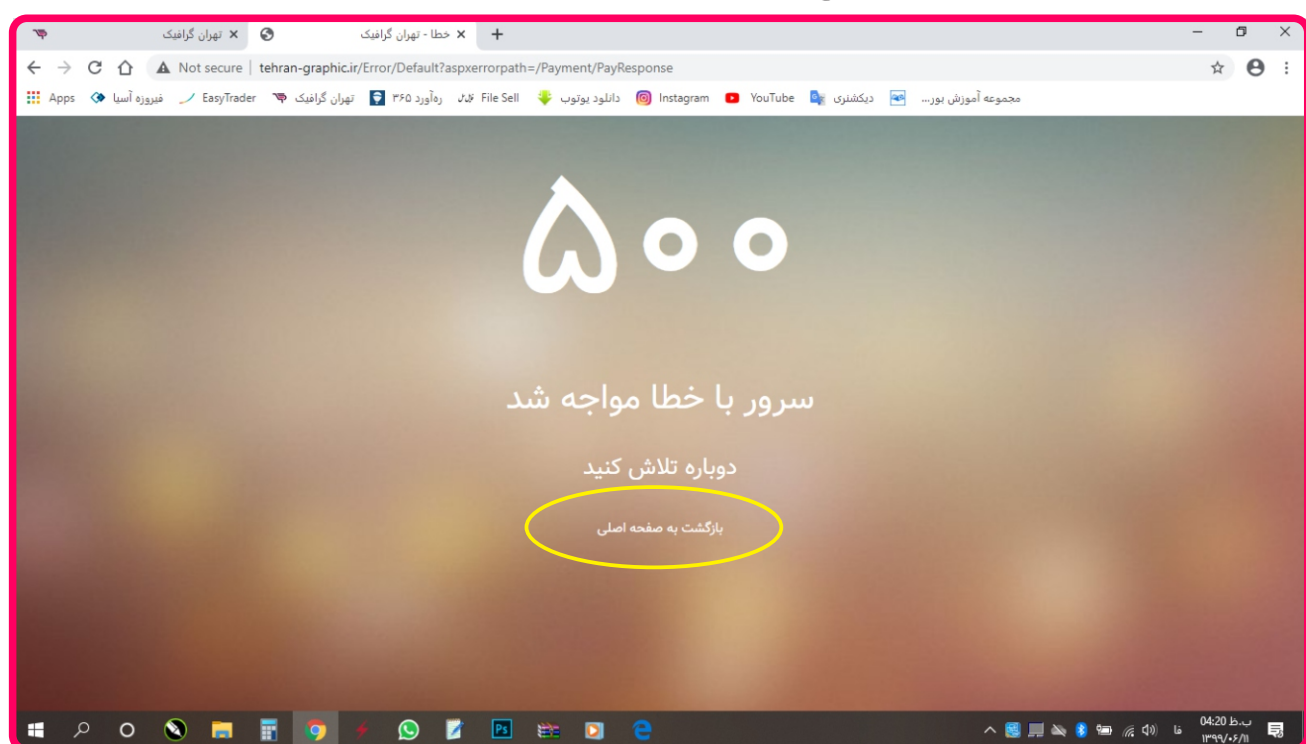 تهران گرافیک
خطا - تهران گرافیک
Not secure | tehran-graphic.ir/Error/Default?aspxerrorpath=/Payment/PayResponse
Apps فیروزه آسیا EasyTrader تهران گرافیک ره‌آورد ۳۶۵ File Sell دانلود یوتوب Instagram YouTube دیکشنری مجموعه آموزش بور...
۵۰۰
سرور با خطا مواجه شد
دوباره تلاش کنید
بازگشت به صفحه اصلی
Ps
فا
04:20 ب.ظ
۱۳۹۹/۰۶/۱۱